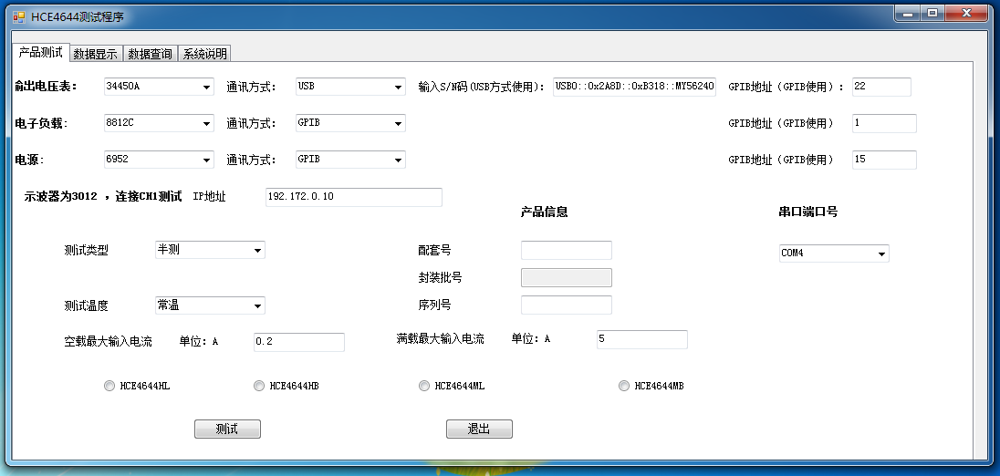 HCE4644测试程序
产品测试 数据显示 数据查询 系统说明
输出电压表： 34450A 通讯方式： USB 输入S/N码(USB方式使用)： USB0::0x2A8D::0xB318::MY56240 GPIB地址（GPIB使用）： 22
电子负载： 8812C 通讯方式： GPIB GPIB地址（GPIB使用） 1
电源： 6952 通讯方式： GPIB GPIB地址（GPIB使用） 15
示波器为3012 ，连接CH1测试 IP地址 192.172.0.10
产品信息 串口端口号
测试类型 半测 配套号 COM4
封装批号
测试温度 常温 序列号
空载最大输入电流 单位：A 0.2 满载最大输入电流 单位：A 5
HCE4644HL HCE4644HB HCE4644ML HCE4644MB
测试 退出